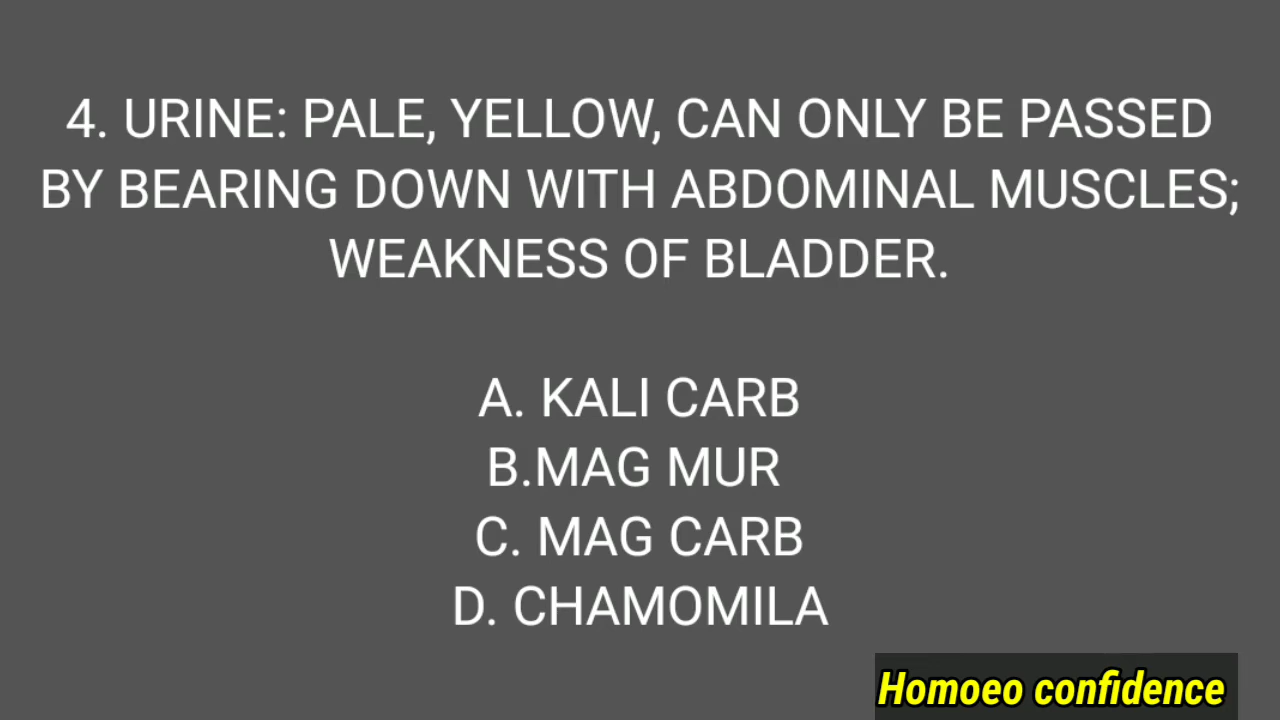 4. URINE: PALE, YELLOW, CAN ONLY BE PASSED
BY BEARING DOWN WITH ABDOMINAL MUSCLES;
WEAKNESS OF BLADDER.
A. KALI CARB
B.MAG MUR
C. MAG CARB
D. CHAMOMILA
Homoeo confidence